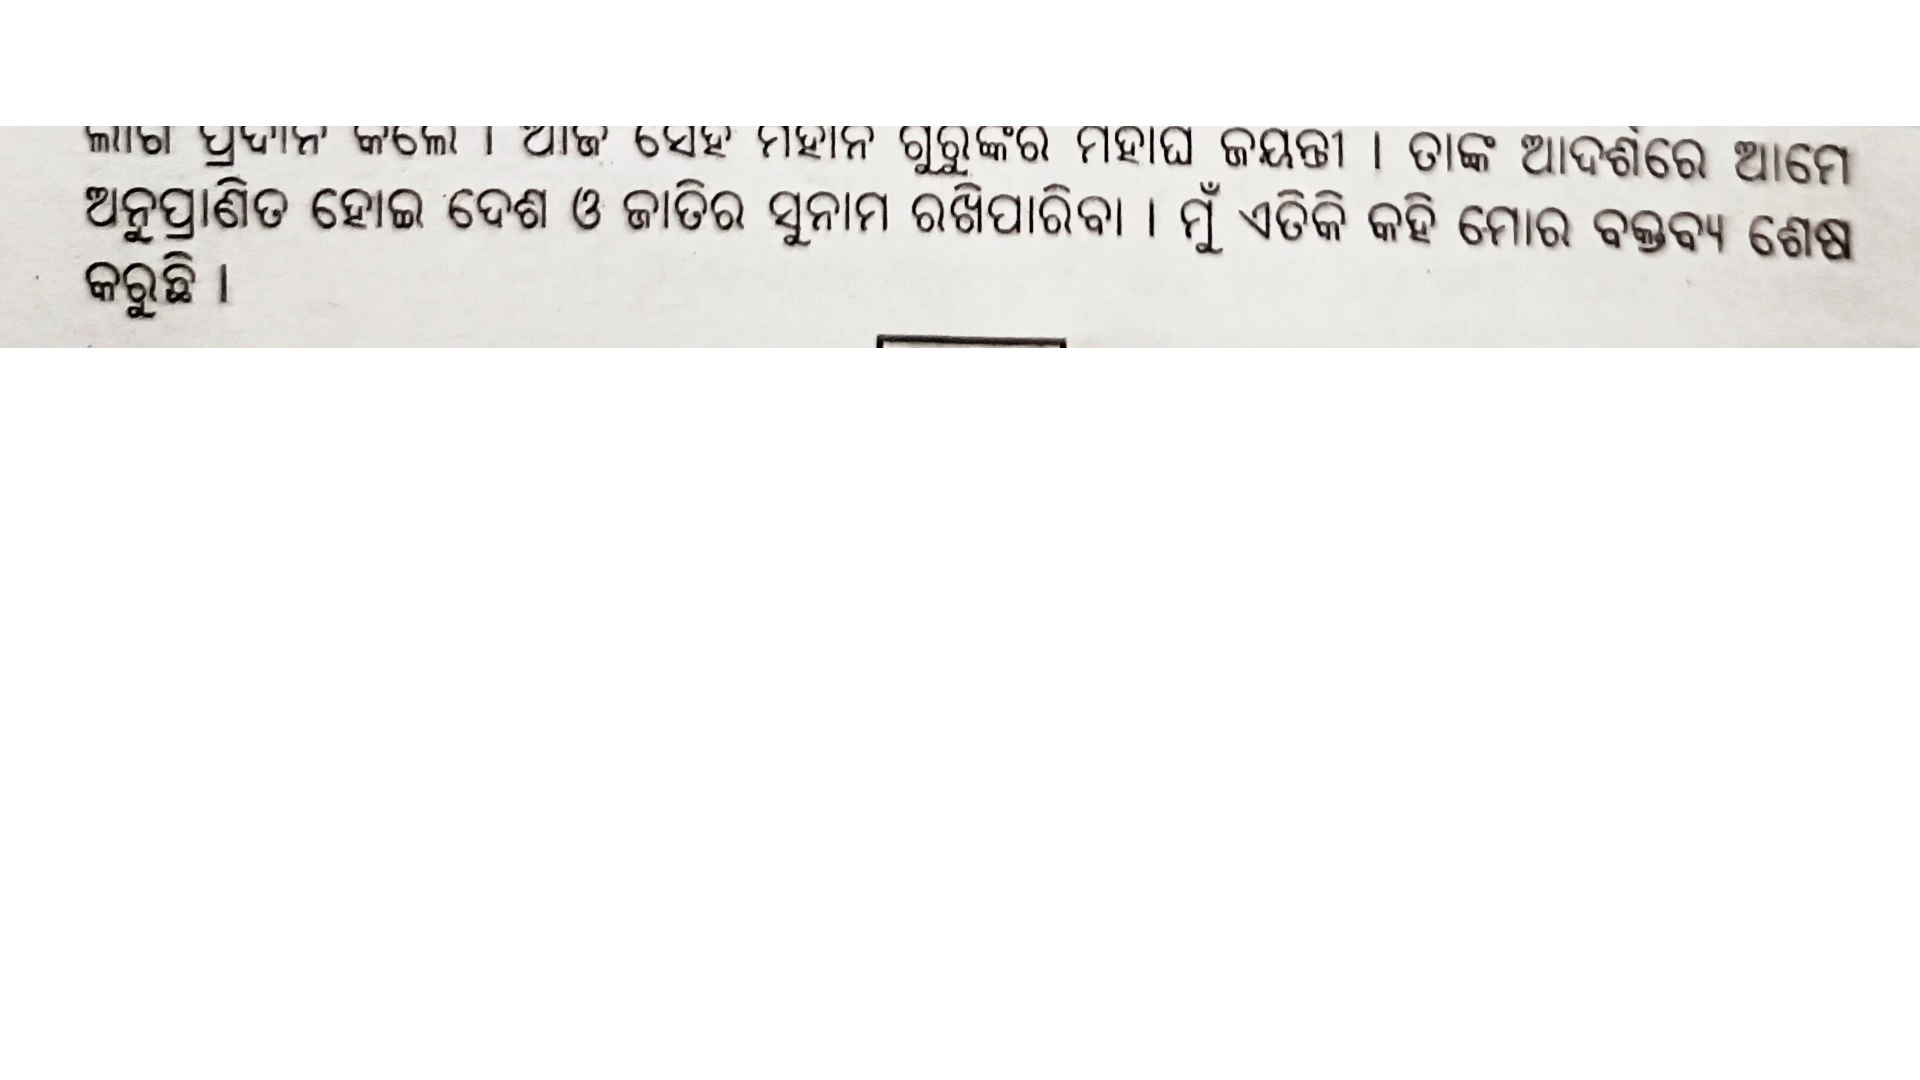 ପ୍ରଦାନ କଲେ । ଆଜି ସେହି ମହାନ ଗୁରୁଙ୍କର ମହାଘ ଜୟନ୍ତୀ । ତାଙ୍କ ଆଦର୍ଶରେ ଆମେ
ଅନୁପ୍ରାଣିତ ହୋଇ ଦେଶ ଓ ଜାତିର ସୁନାମ ରଖିପାରିବା । ମୁଁ ଏତିକି କହି ମୋର ବକ୍ତବ୍ୟ ଶେଷ
କରୁଛି ।